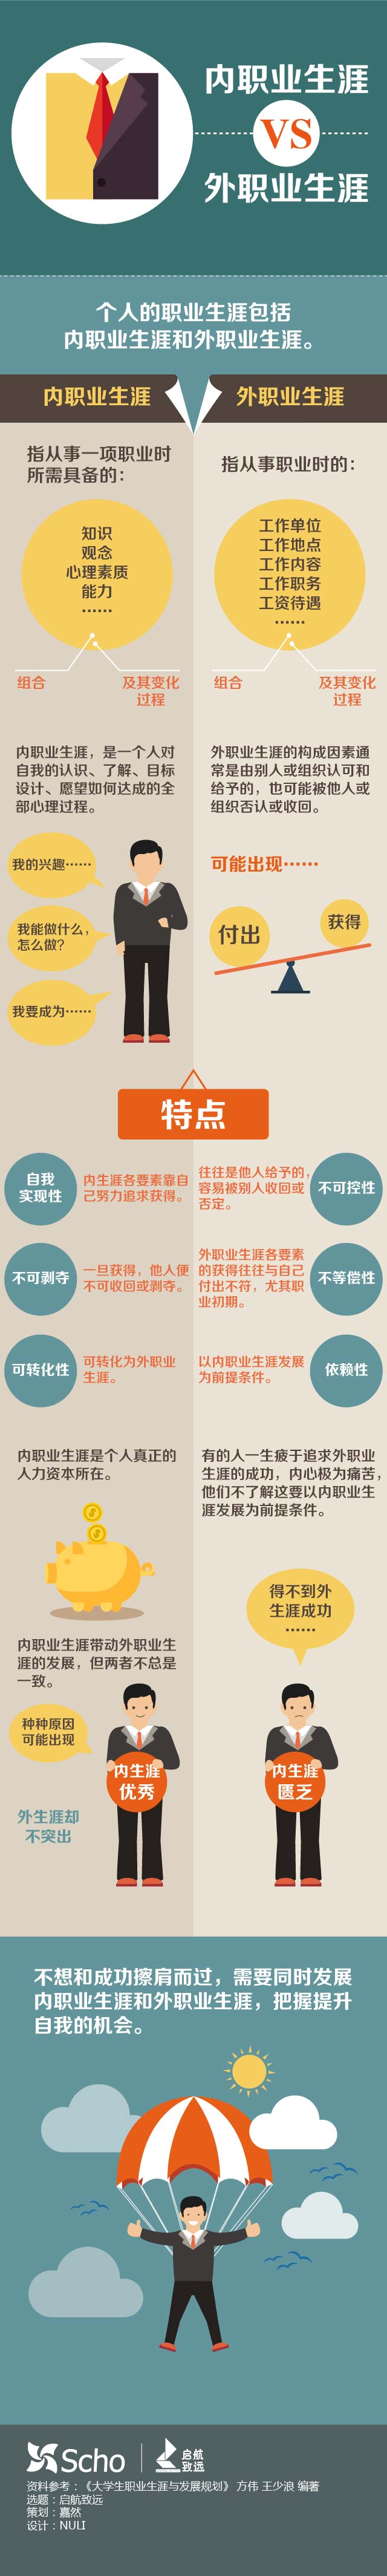 内职业生涯
VS
外职业生涯
个人的职业生涯包括
内职业生涯和外职业生涯。
内职业生涯
外职业生涯
指从事一项职业时
所需具备的：
知识
观念
心理素质
能力
……
组合
及其变化
过程
指从事职业时的：
工作单位
工作地点
工作内容
工作职务
工资待遇
……
组合
及其变化
过程
内职业生涯，是一个人对
自我的认识、了解、目标
设计、愿望如何达成的全
部心理过程。
我的兴趣……
我能做什么，
怎么做？
我要成为……
外职业生涯的构成因素通
常是由别人或组织认可和
给予的，也可能被他人或
组织否认或收回。
可能出现……
付出
获得
特点
自我
实现性
内生涯各要素靠自
己努力追求获得。
往往是他人给予的，
容易被别人收回或
否定。
不可控性
不可剥夺
一旦获得，他人便
不可收回或剥夺。
外职业生涯各要素
的获得往往与自己
付出不符，尤其职
业初期。
不等偿性
可转化性
可转化为外职业
生涯。
以内职业生涯发展
为前提条件。
依赖性
内职业生涯是个人真正的
人力资本所在。
内职业生涯带动外职业生
涯的发展，但两者不总是
一致。
种种原因
可能出现
外生涯却
不突出
内生涯
优秀
有的人一生疲于追求外职业
生涯的成功，内心极为痛苦，
他们不了解这要以内职业生
涯发展为前提条件。
得不到外
生涯成功
……
内生涯
匮乏
不想和成功擦肩而过，需要同时发展
内职业生涯和外职业生涯，把握提升
自我的机会。
Scho
启航
致远
资料参考：《大学生职业生涯与发展规划》 方伟 王少浪 编著
选题：启航致远
策划：嘉然
设计：NULI